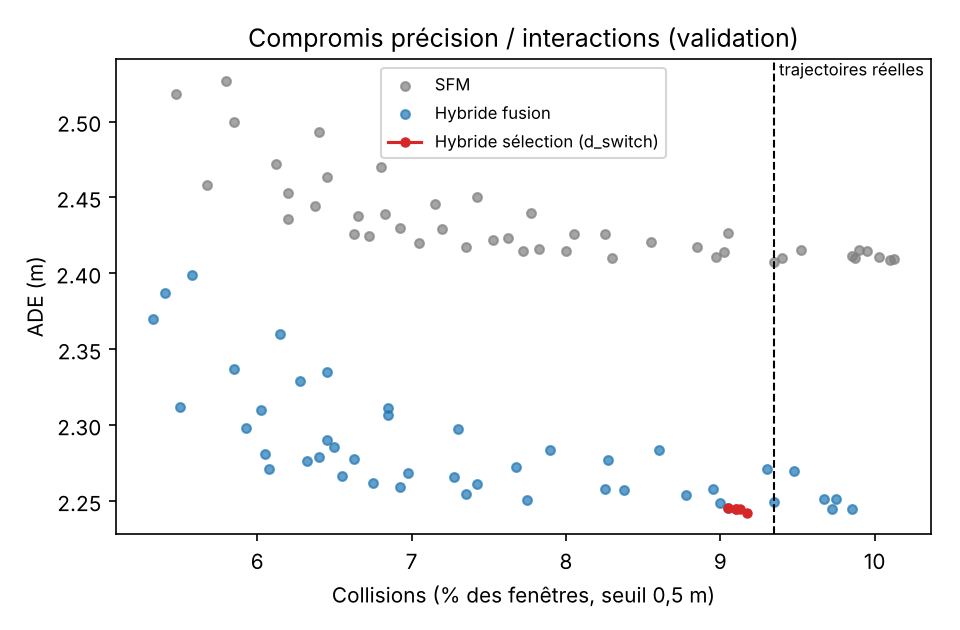 Compromis précision / interactions (validation)
trajectoires réelles
SFM
Hybride fusion
Hybride sélection (d_switch)
ADE (m)
2.50
2.45
2.40
2.35
2.30
2.25
6 7 8 9 10
Collisions (% des fenêtres, seuil 0,5 m)